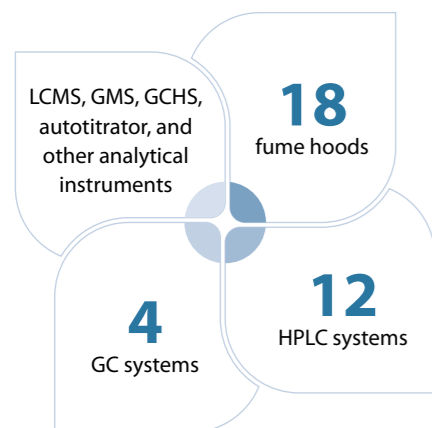 LCMS, GMS, GCHS,
autotitrator, and
other analytical
instruments
18
fume hoods
4
GC systems
12
HPLC systems